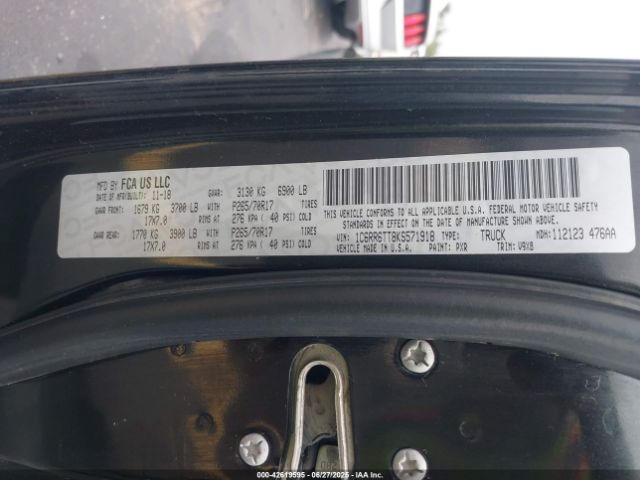 MFD BY FCA US LLC GVWR: 3130 KG 6900 LB
DATE OF MFR(BUILT): 11-18
GAWR FRONT: 1679 KG 3700 LB WITH P265/70R17 TIRES
17X7.0 RIMS AT 276 KPA ( 40 PSI) COLD
GAWR REAR: 1770 KG 3900 LB WITH P265/70R17 TIRES
17X7.0 RIMS AT 276 KPA ( 40 PSI) COLD
THIS VEHICLE CONFORMS TO ALL APPLICABLE U.S.A. FEDERAL MOTOR VEHICLE SAFETY
STANDARDS IN EFFECT ON THE DATE OF MANUFACTURE SHOWN ABOVE.
VIN: 1C6RR6TT8KS571918 TYPE: TRUCK MDH: 112123 476AA
VEHICLE MADE IN U.S.A. PAINT: PXR TRIM: V9X8
00-42619595 - 06/27/2025 - COPYRIGHT IAA